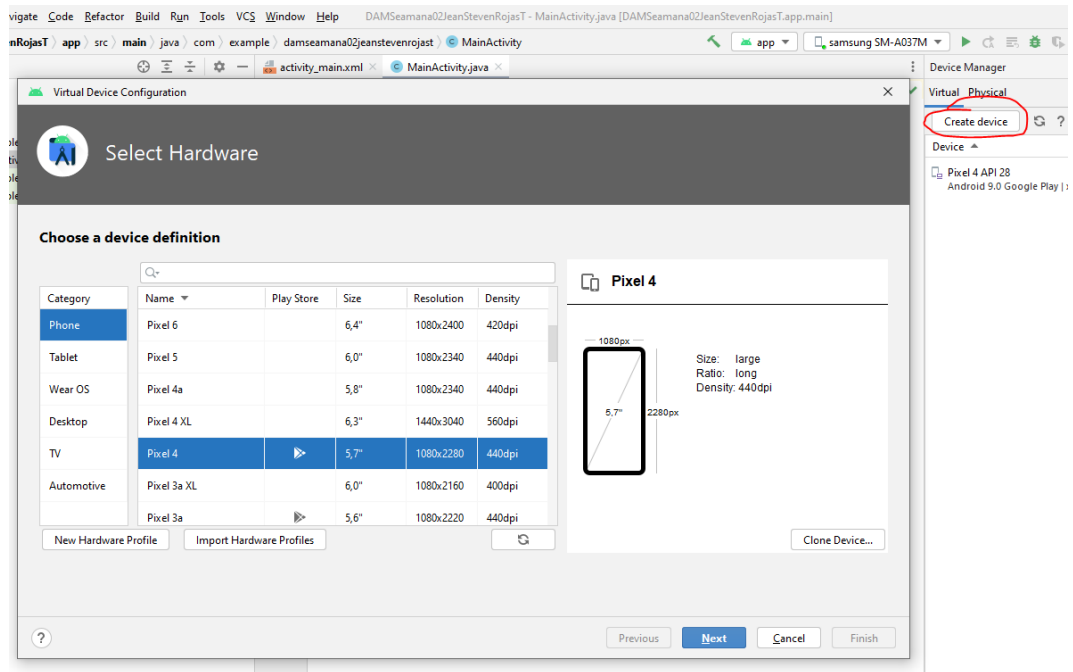 vigate Code Refactor Build Run Tools VCS Window Help DAMSeamana02JeanStevenRojasT - MainActivity.java [DAMSeamana02JeanStevenRojasT.app.main]
nRojasT app src main java com example damseamana02jeanstevenrojast MainActivity
app samsung SM-A037M
activity_main.xml MainActivity.java
Device Manager
Virtual Device Configuration
Virtual Physical
Create device ?
Device
Pixel 4 API 28
Android 9.0 Google Play |
Select Hardware
Choose a device definition
Category Name Play Store Size Resolution Density
Phone Pixel 6 6,4" 1080x2400 420dpi
Tablet Pixel 5 6,0" 1080x2340 440dpi
Wear OS Pixel 4a 5,8" 1080x2340 440dpi
Desktop Pixel 4 XL 6,3" 1440x3040 560dpi
TV Pixel 4 5,7" 1080x2280 440dpi
Automotive Pixel 3a XL 6,0" 1080x2160 400dpi
Pixel 3a 5,6" 1080x2220 440dpi
New Hardware Profile Import Hardware Profiles
Pixel 4
1080px
5,7" 2280px
Size: large
Ratio: long
Density: 440dpi
Clone Device...
? Previous Next Cancel Finish